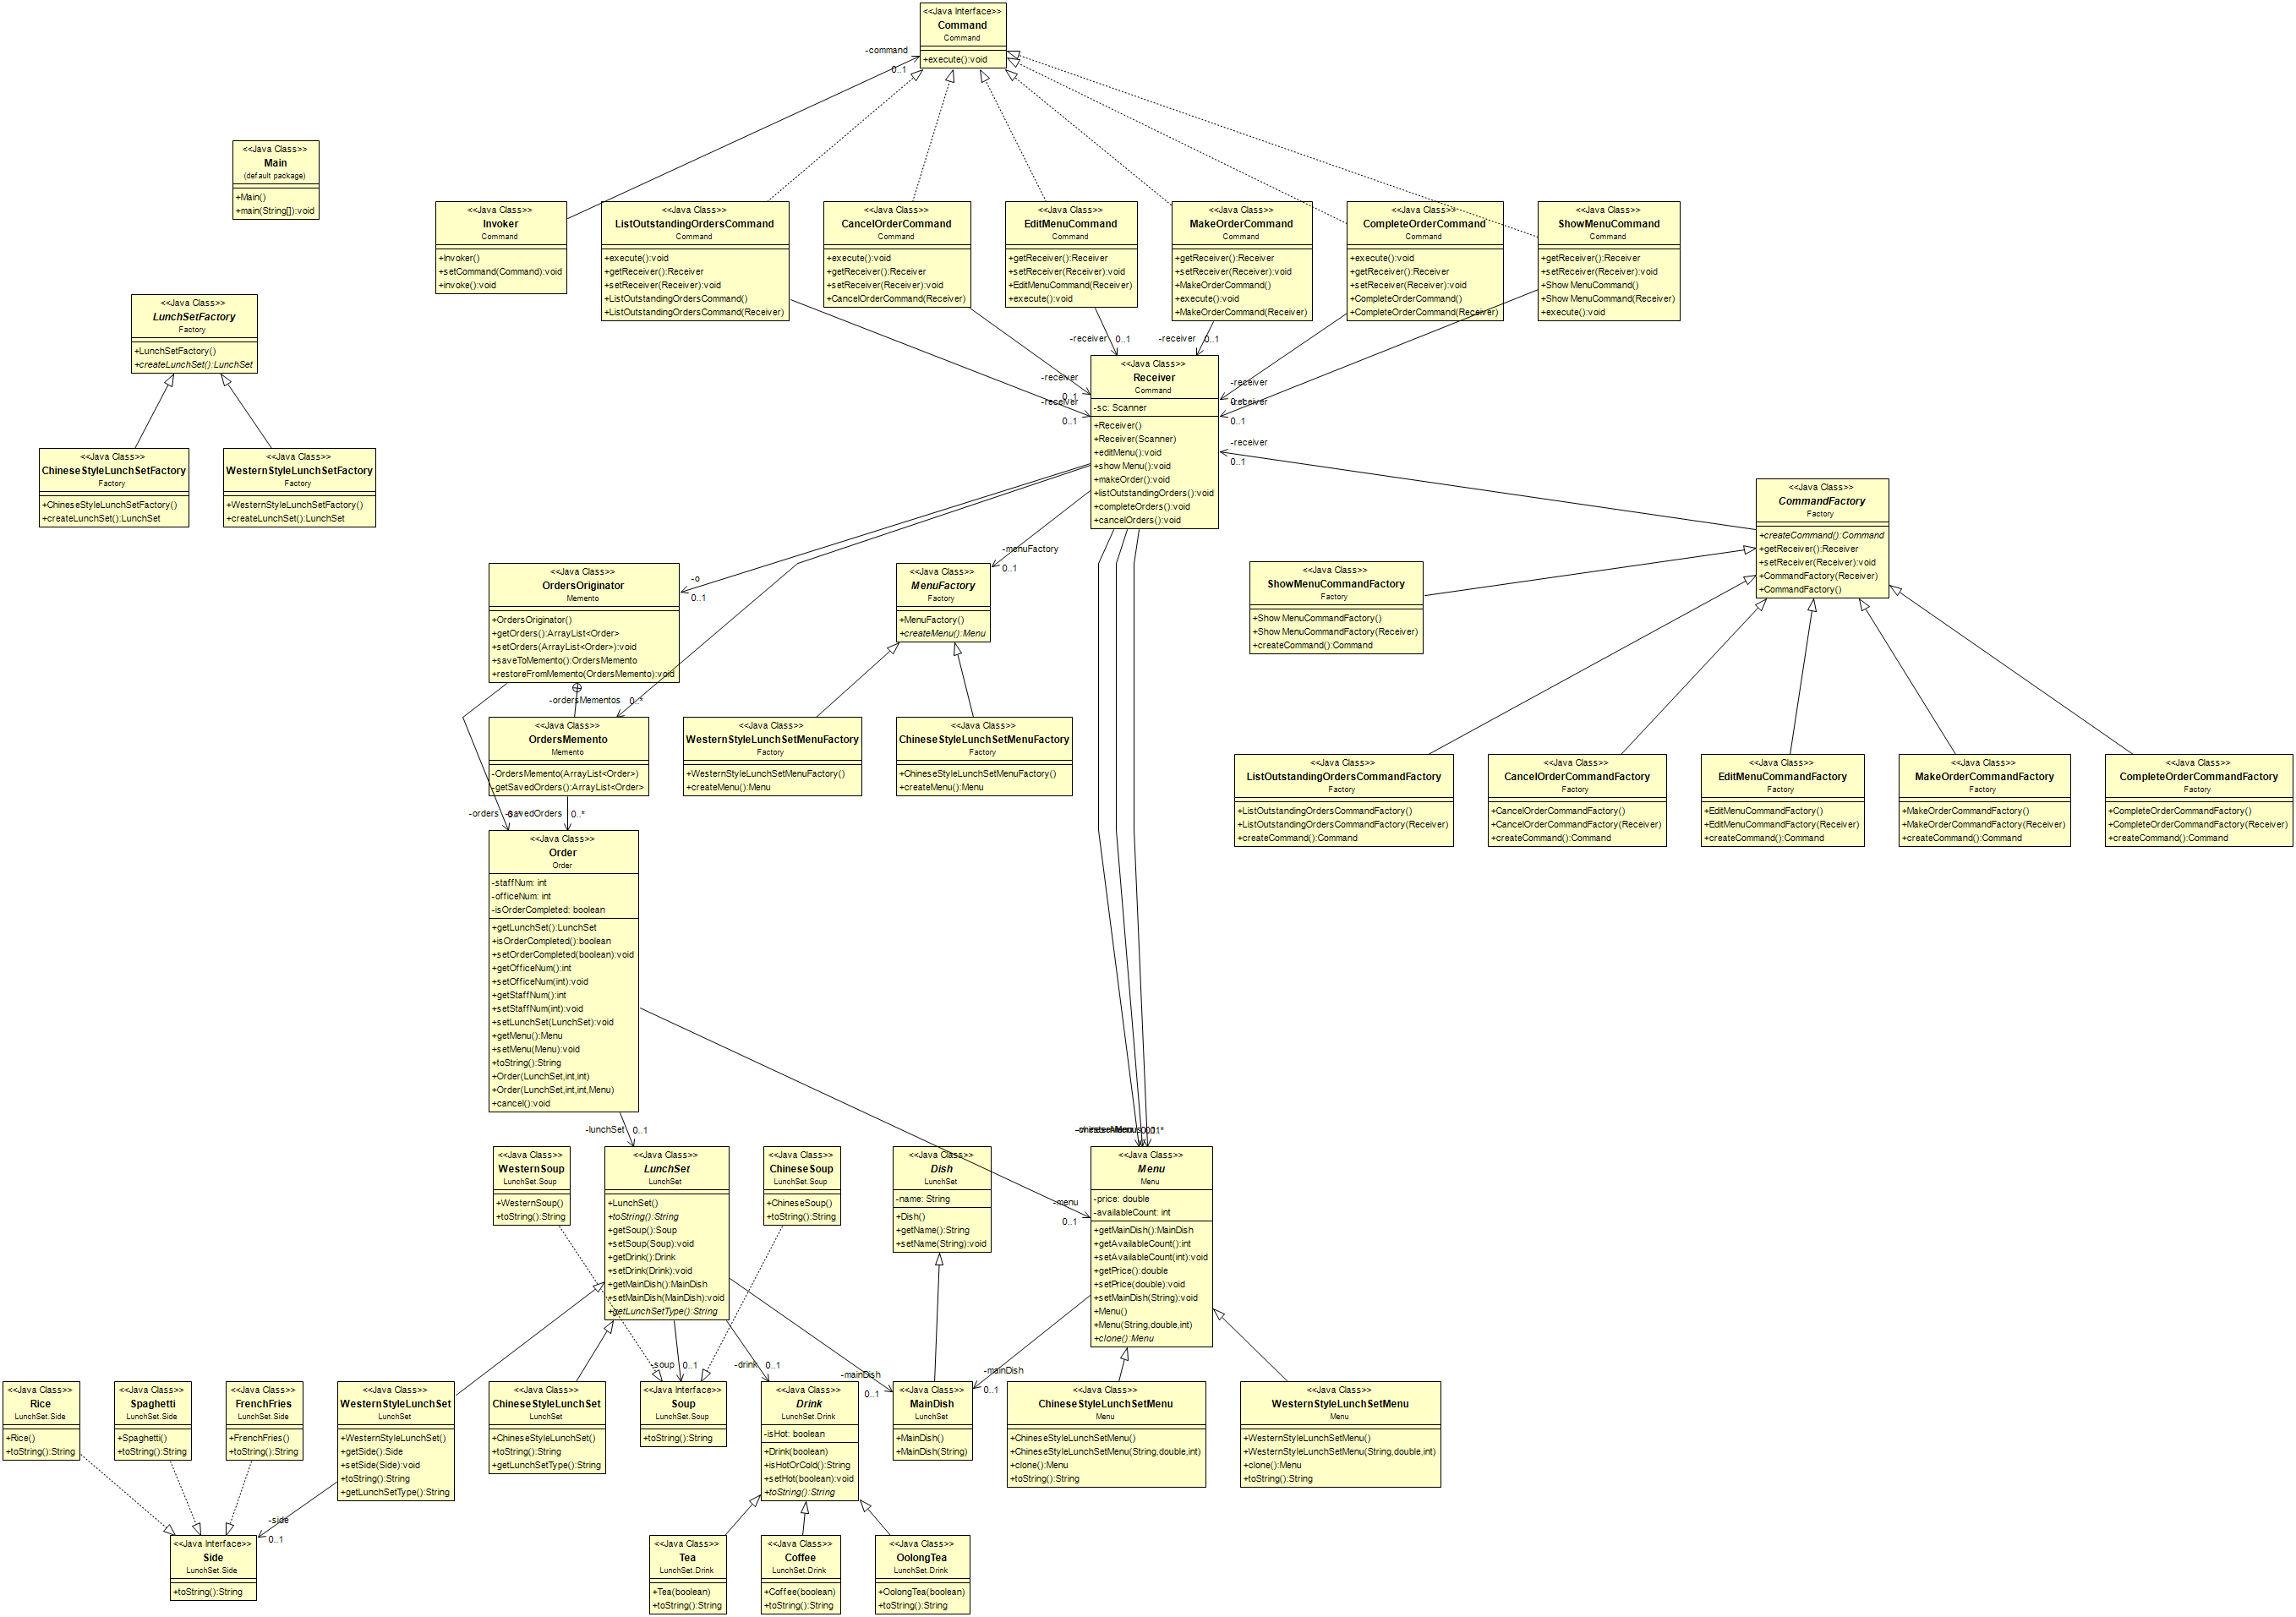 <<Java Interface>>
Command
Command
+execute():void
-command
0..1
<<Java Class>>
Main
(default package)
+Main()
+main(String[]):void
<<Java Class>>
Invoker
Command
+Invoker()
+setCommand(Command):void
+invoke():void
<<Java Class>>
ListOutstandingOrdersCommand
Command
+execute():void
+getReceiver():Receiver
+setReceiver(Receiver):void
+ListOutstandingOrdersCommand()
+ListOutstandingOrdersCommand(Receiver)
<<Java Class>>
CancelOrderCommand
Command
+execute():void
+getReceiver():Receiver
+setReceiver(Receiver):void
+CancelOrderCommand(Receiver)
<<Java Class>>
EditMenuCommand
Command
+getReceiver():Receiver
+setReceiver(Receiver):void
+EditMenuCommand(Receiver)
+execute():void
<<Java Class>>
MakeOrderCommand
Command
+getReceiver():Receiver
+setReceiver(Receiver):void
+MakeOrderCommand()
+execute():void
+MakeOrderCommand(Receiver)
<<Java Class>>
CompleteOrderCommand
Command
+execute():void
+getReceiver():Receiver
+setReceiver(Receiver):void
+CompleteOrderCommand()
+CompleteOrderCommand(Receiver)
<<Java Class>>
ShowMenuCommand
Command
+getReceiver():Receiver
+setReceiver(Receiver):void
+ShowMenuCommand()
+ShowMenuCommand(Receiver)
+execute():void
<<Java Class>>
LunchSetFactory
Factory
+LunchSetFactory()
+createLunchSet():LunchSet
<<Java Class>>
ChineseStyleLunchSetFactory
Factory
+ChineseStyleLunchSetFactory()
+createLunchSet():LunchSet
<<Java Class>>
WesternStyleLunchSetFactory
Factory
+WesternStyleLunchSetFactory()
+createLunchSet():LunchSet
-receiver
0..1
-receiver
0..1
-receiver
0..1
-receiver
0..1
-receiver
-receiver
0..1
-receiver
0..1
<<Java Class>>
Receiver
Command
-sc: Scanner
+Receiver()
+Receiver(Scanner)
+editMenu():void
+showMenu():void
+makeOrder():void
+listOutstandingOrders():void
+completeOrders():void
+cancelOrders():void
<<Java Class>>
CommandFactory
Factory
+createCommand():Command
+getReceiver():Receiver
+setReceiver(Receiver):void
+CommandFactory(Receiver)
+CommandFactory()
<<Java Class>>
ShowMenuCommandFactory
Factory
+ShowMenuCommandFactory()
+ShowMenuCommandFactory(Receiver)
+createCommand():Command
-o
0..1
-menuFactory
0..1
<<Java Class>>
OrdersOriginator
Memento
+OrdersOriginator()
+getOrders():ArrayList<Order>
+setOrders(ArrayList<Order>):void
+saveToMemento():OrdersMemento
+restoreFromMemento(OrdersMemento):void
<<Java Class>>
MenuFactory
Factory
+MenuFactory()
+createMenu():Menu
-ordersMementos
0..*
<<Java Class>>
OrdersMemento
Memento
-OrdersMemento(ArrayList<Order>)
-getSavedOrders():ArrayList<Order>
<<Java Class>>
WesternStyleLunchSetMenuFactory
Factory
+WesternStyleLunchSetMenuFactory()
+createMenu():Menu
<<Java Class>>
ChineseStyleLunchSetMenuFactory
Factory
+ChineseStyleLunchSetMenuFactory()
+createMenu():Menu
<<Java Class>>
ListOutstandingOrdersCommandFactory
Factory
+ListOutstandingOrdersCommandFactory()
+ListOutstandingOrdersCommandFactory(Receiver)
+createCommand():Command
<<Java Class>>
CancelOrderCommandFactory
Factory
+CancelOrderCommandFactory()
+CancelOrderCommandFactory(Receiver)
+createCommand():Command
<<Java Class>>
EditMenuCommandFactory
Factory
+EditMenuCommandFactory()
+EditMenuCommandFactory(Receiver)
+createCommand():Command
<<Java Class>>
MakeOrderCommandFactory
Factory
+MakeOrderCommandFactory()
+MakeOrderCommandFactory(Receiver)
+createCommand():Command
<<Java Class>>
CompleteOrderCommandFactory
Factory
+CompleteOrderCommandFactory()
+CompleteOrderCommandFactory(Receiver)
+createCommand():Command
-orders
-savedOrders
0..*
<<Java Class>>
Order
Order
-staffNum: int
-officeNum: int
-isOrderCompleted: boolean
+getLunchSet():LunchSet
+isOrderCompleted():boolean
+setOrderCompleted(boolean):void
+getOfficeNum():int
+setOfficeNum(int):void
+getStaffNum():int
+setStaffNum(int):void
+setLunchSet(LunchSet):void
+getMenu():Menu
+setMenu(Menu):void
+toString():String
+Order(LunchSet,int,int)
+Order(LunchSet,int,int,Menu)
+cancel():void
-lunchSet
0..1
<<Java Class>>
WesternSoup
LunchSet.Soup
+WesternSoup()
+toString():String
<<Java Class>>
LunchSet
LunchSet
+LunchSet()
+toString():String
+getSoup():Soup
+setSoup(Soup):void
+getDrink():Drink
+setDrink(Drink):void
+getMainDish():MainDish
+setMainDish(MainDish):void
+getLunchSetType():String
<<Java Class>>
ChineseSoup
LunchSet.Soup
+ChineseSoup()
+toString():String
<<Java Class>>
Dish
LunchSet
-name: String
+Dish()
+getName():String
+setName(String):void
-menu
0..1
<<Java Class>>
Menu
Menu
-price: double
-availableCount: int
+getMainDish():MainDish
+getAvailableCount():int
+setAvailableCount(int):void
+getPrice():double
+setPrice(double):void
+setMainDish(String):void
+Menu()
+Menu(String,double,int)
+clone():Menu
-soup
0..1
-drink
0..1
-mainDish
0..1
-mainDish
0..1
<<Java Class>>
Rice
LunchSet.Side
+Rice()
+toString():String
<<Java Class>>
Spaghetti
LunchSet.Side
+Spaghetti()
+toString():String
<<Java Class>>
FrenchFries
LunchSet.Side
+FrenchFries()
+toString():String
<<Java Class>>
WesternStyleLunchSet
LunchSet
+WesternStyleLunchSet()
+getSide():Side
+setSide(Side):void
+toString():String
+getLunchSetType():String
<<Java Class>>
ChineseStyleLunchSet
LunchSet
+ChineseStyleLunchSet()
+toString():String
+getLunchSetType():String
<<Java Interface>>
Soup
LunchSet.Soup
+toString():String
<<Java Class>>
Drink
LunchSet.Drink
-isHot: boolean
+Drink(boolean)
+isHotOrCold():String
+setHot(boolean):void
+toString():String
<<Java Class>>
MainDish
LunchSet
+MainDish()
+MainDish(String)
<<Java Class>>
ChineseStyleLunchSetMenu
Menu
+ChineseStyleLunchSetMenu()
+ChineseStyleLunchSetMenu(String,double,int)
+clone():Menu
+toString():String
<<Java Class>>
WesternStyleLunchSetMenu
Menu
+WesternStyleLunchSetMenu()
+WesternStyleLunchSetMenu(String,double,int)
+clone():Menu
+toString():String
-side
0..1
<<Java Interface>>
Side
LunchSet.Side
+toString():String
<<Java Class>>
Tea
LunchSet.Drink
+Tea(boolean)
+toString():String
<<Java Class>>
Coffee
LunchSet.Drink
+Coffee(boolean)
+toString():String
<<Java Class>>
OolongTea
LunchSet.Drink
+OolongTea(boolean)
+toString():String